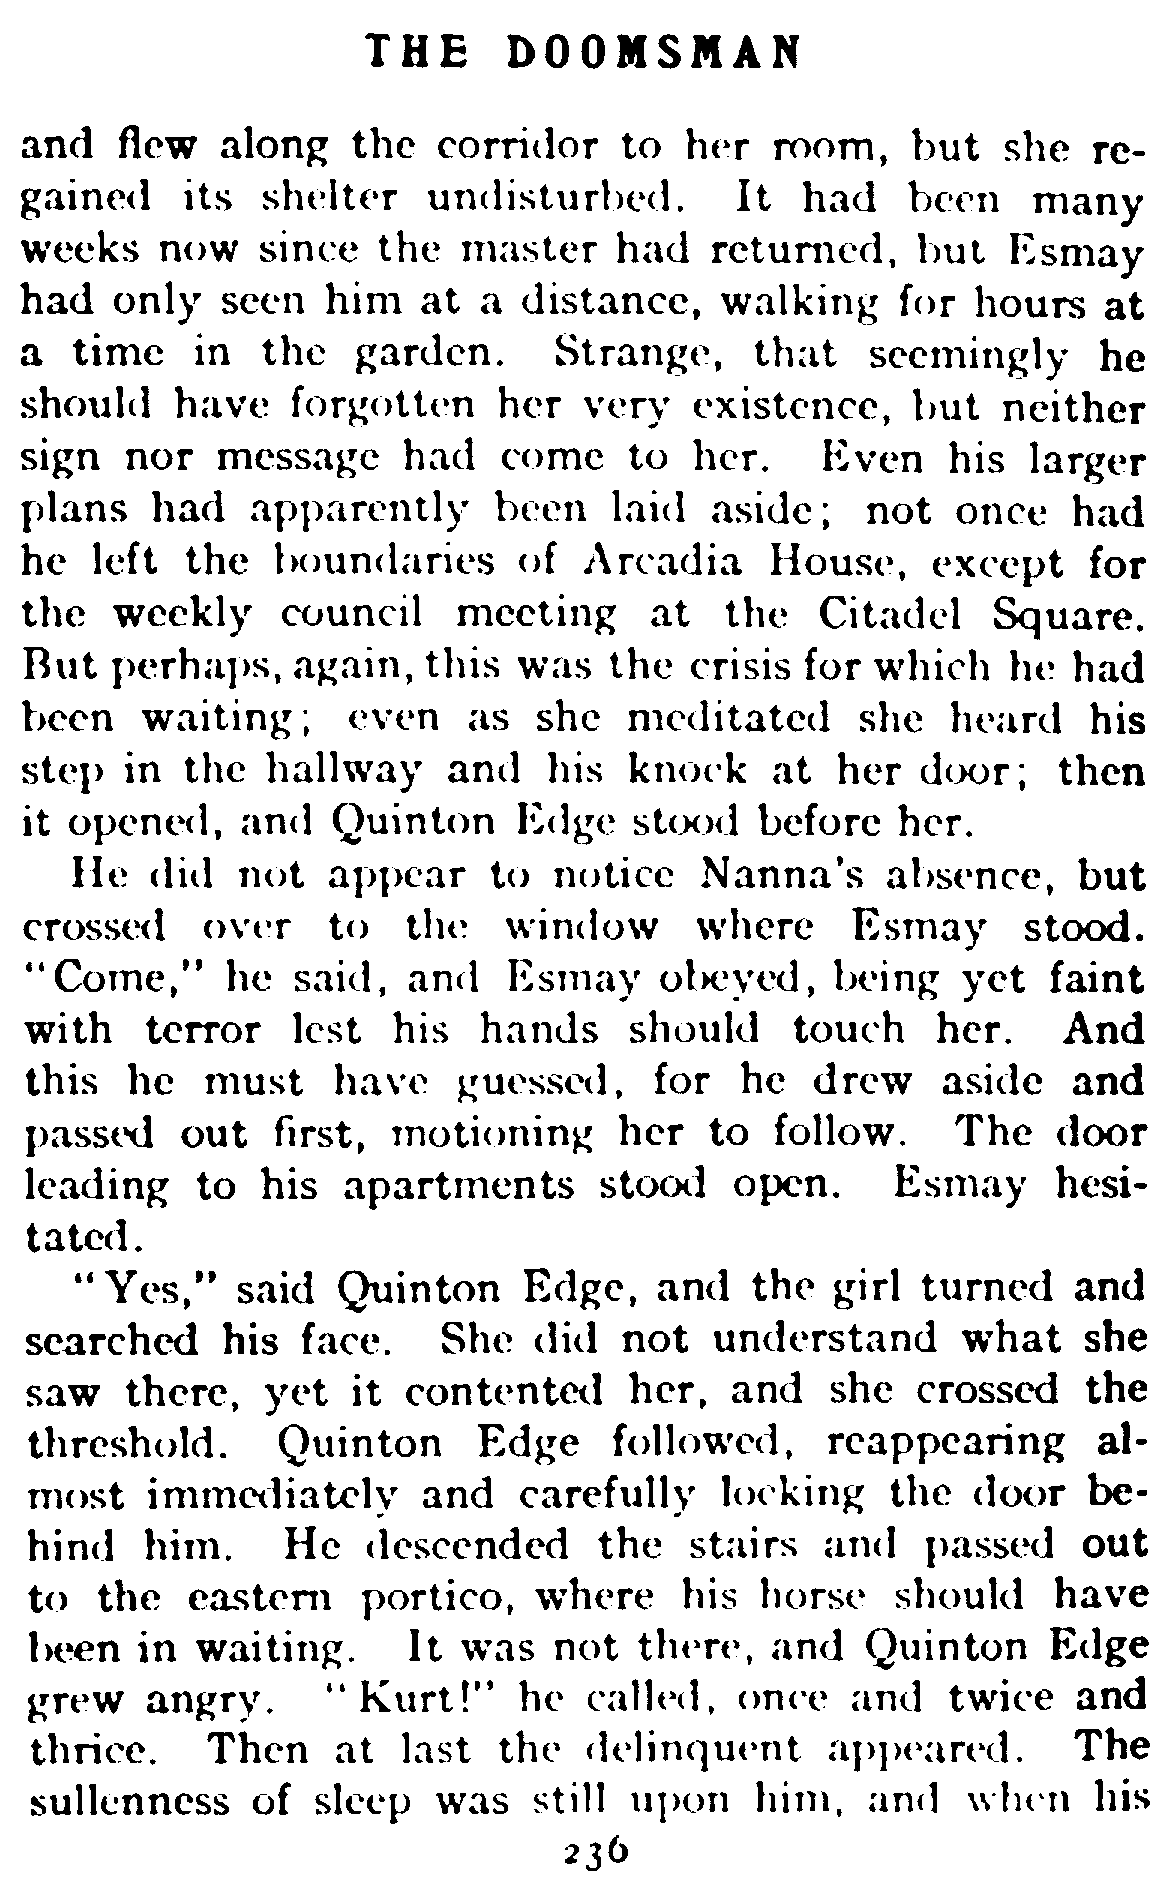 THE DOOMSMAN
and flew along the corridor to her room, but she re-
gained its shelter undisturbed. It had been many
weeks now since the master had returned, but Esmay
had only seen him at a distance, walking for hours at
a time in the garden. Strange, that seemingly he
should have forgotten her very existence, but neither
sign nor message had come to her. Even his larger
plans had apparently been laid aside; not once had
he left the boundaries of Arcadia House, except for
the weekly council meeting at the Citadel Square.
But perhaps, again, this was the crisis for which he had
been waiting; even as she meditated she heard his
step in the hallway and his knock at her door; then
it opened, and Quinton Edge stood before her.
He did not appear to notice Nanna's absence, but
crossed over to the window where Esmay stood.
"Come," he said, and Esmay obeyed, being yet faint
with terror lest his hands should touch her. And
this he must have guessed, for he drew aside and
passed out first, motioning her to follow. The door
leading to his apartments stood open. Esmay hesi-
tated.
"Yes," said Quinton Edge, and the girl turned and
searched his face. She did not understand what she
saw there, yet it contented her, and she crossed the
threshold. Quinton Edge followed, reappearing al-
most immediately and carefully locking the door be-
hind him. He descended the stairs and passed out
to the eastern portico, where his horse should have
been in waiting. It was not there, and Quinton Edge
grew angry. "Kurt!" he called, once and twice and
thrice. Then at last the delinquent appeared. The
sullenness of sleep was still upon him, and when his
236